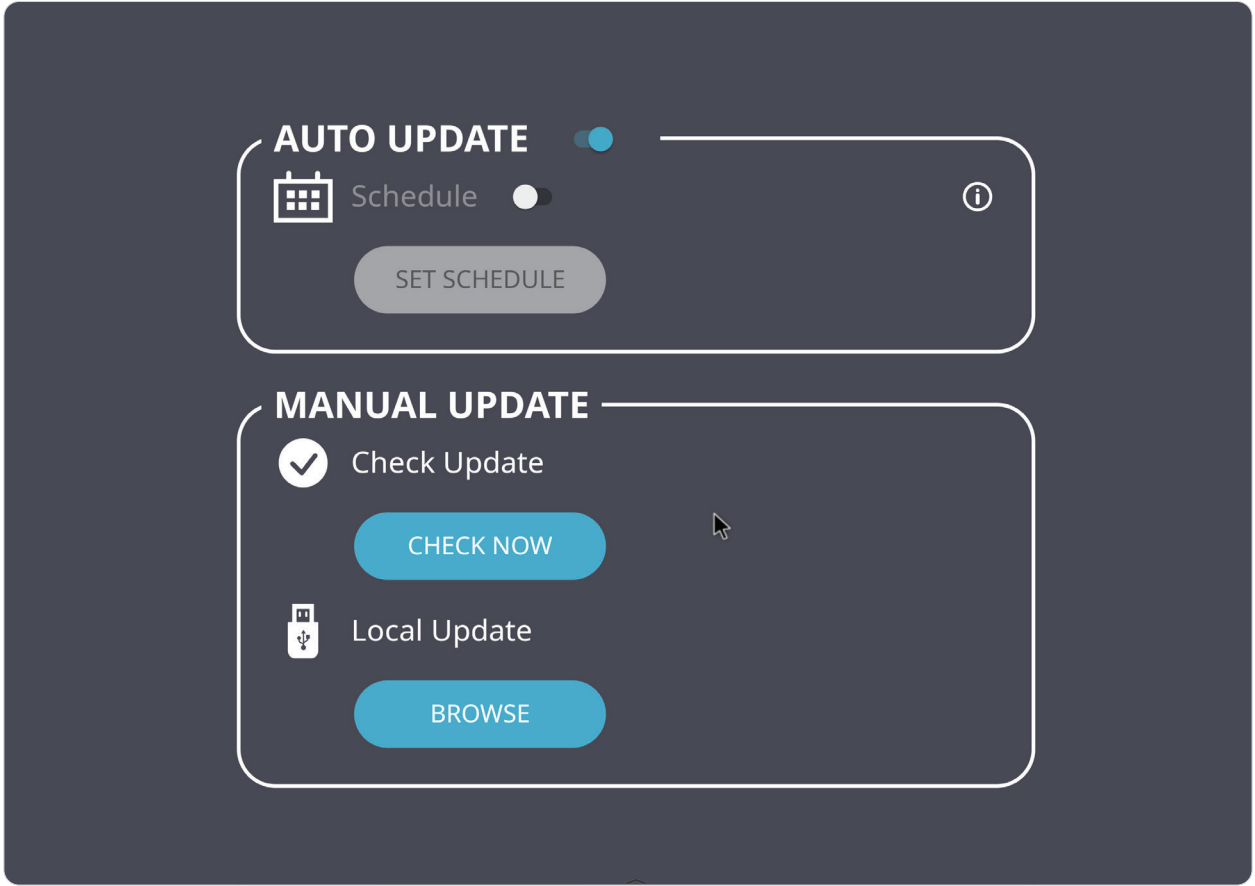 AUTO UPDATE
Schedule
SET SCHEDULE
MANUAL UPDATE
Check Update
CHECK NOW
Local Update
BROWSE